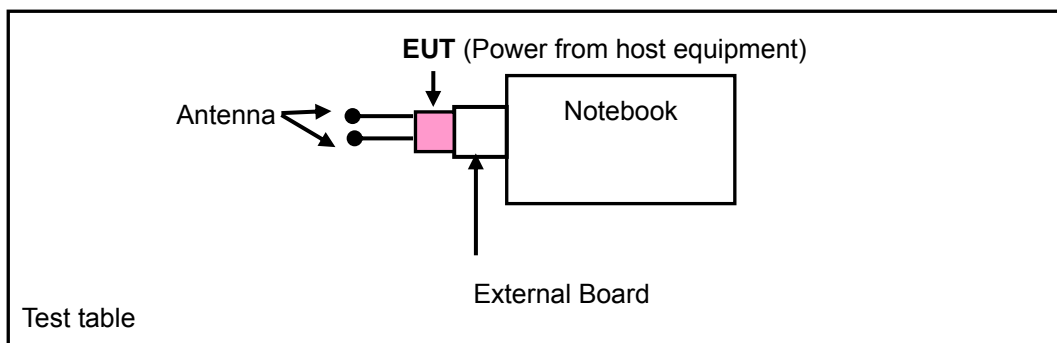 EUT (Power from host equipment)
Antenna
Notebook
External Board
Test table